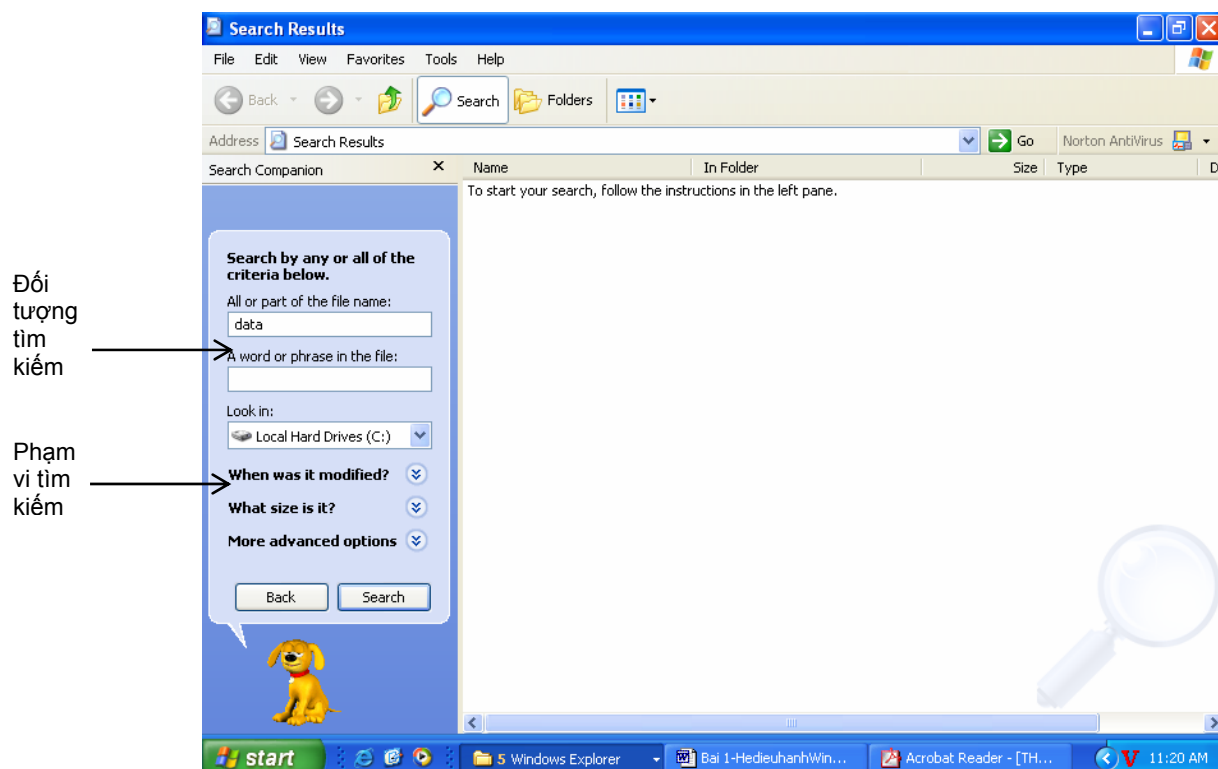 Search Results
File Edit View Favorites Tools Help
Back Search Folders
Address Search Results Go Norton AntiVirus
Search Companion Name In Folder Size Type D
To start your search, follow the instructions in the left pane.
Search by any or all of the
criteria below.
All or part of the file name:
data
A word or phrase in the file:
Look in:
Local Hard Drives (C:)
When was it modified?
What size is it?
More advanced options
Back Search
Đối
tượng
tìm
kiếm
Phạm
vi tìm
kiếm
start 5 Windows Explorer Bai 1-HedieuhanhWin... Acrobat Reader - [TH... V 11:20 AM